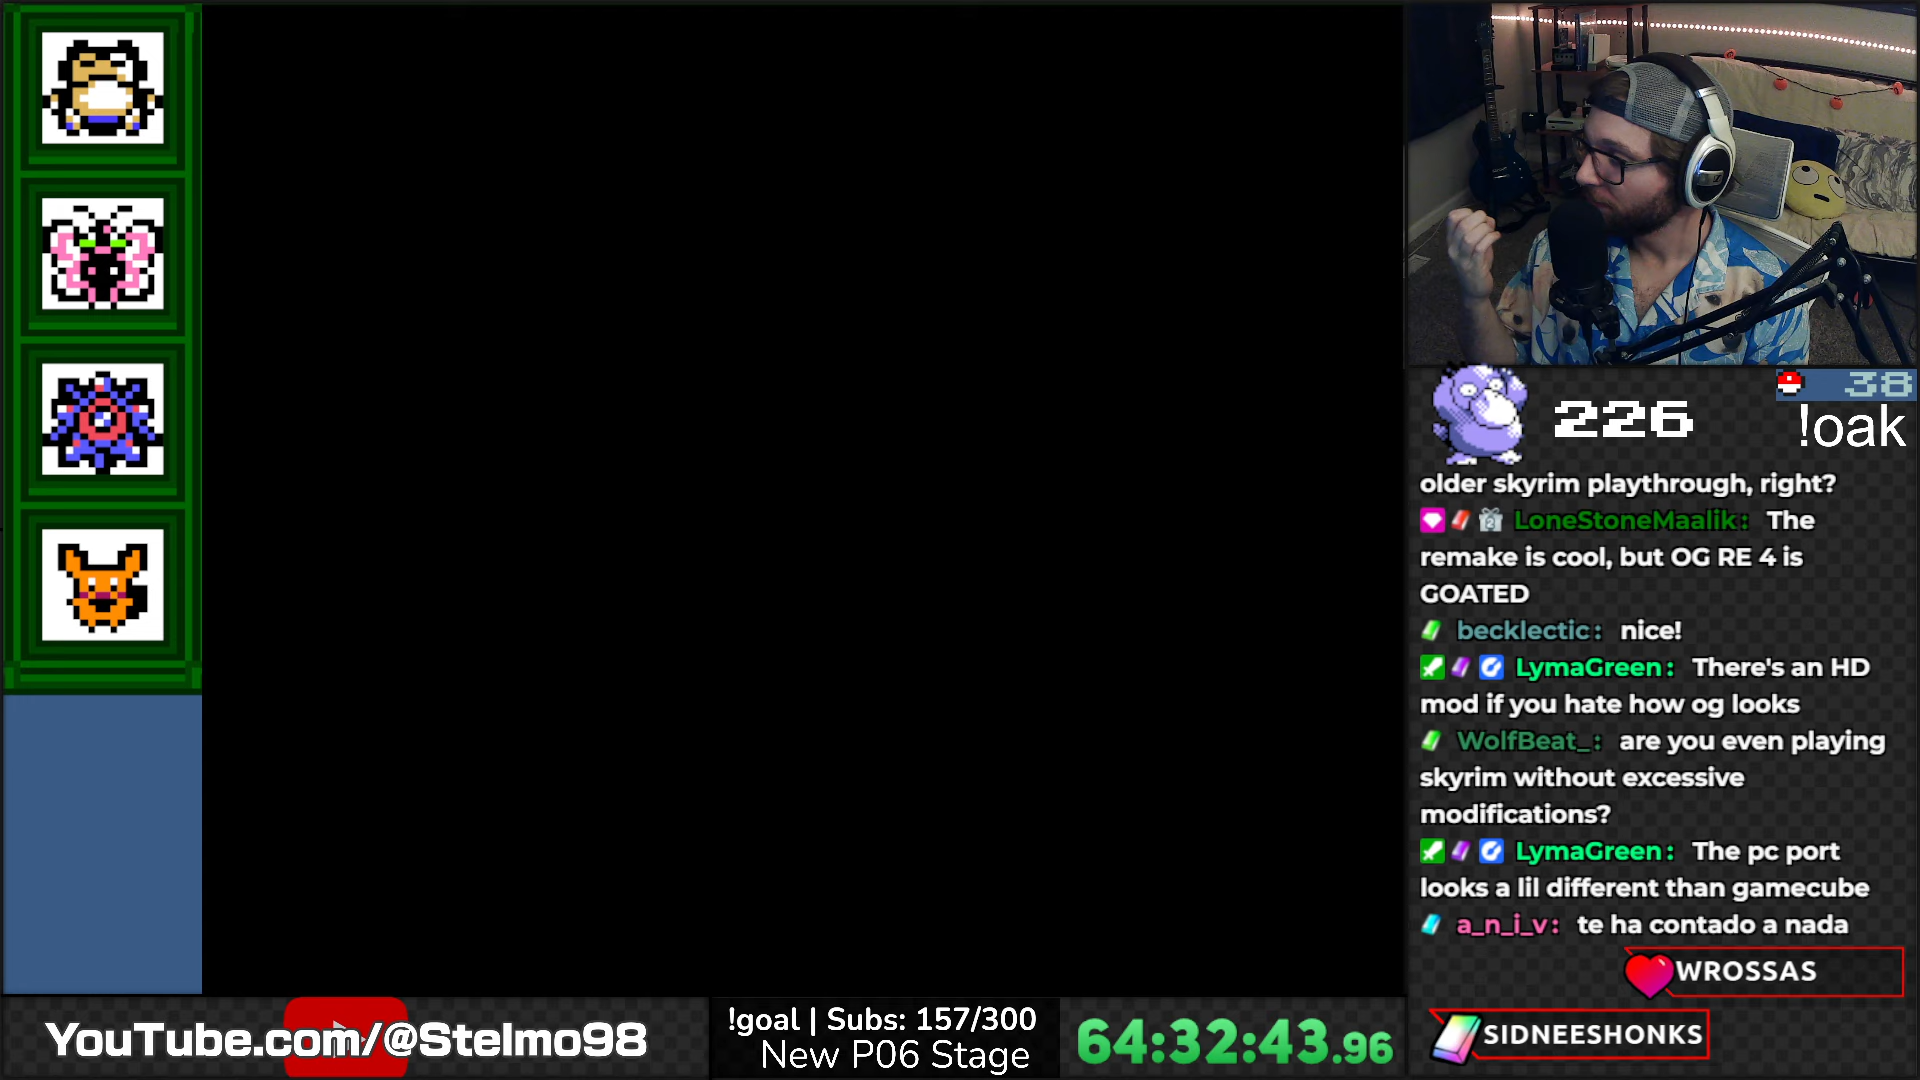 38
226
!oak
older skyrim playthrough, right?
LoneStoneMaalik: The
remake is cool, but OG RE 4 is
GOATED
becklectic: nice!
LymaGreen: There's an HD
mod if you hate how og looks
WolfBeat_: are you even playing
skyrim without excessive
modifications?
LymaGreen: The pc port
looks a lil different than gamecube
a_n_i_v: te ha contado a nada
WROSSAS
SIDNEESHONKS
YouTube.com/@Stelmo98
!goal | Subs: 157/300
New P06 Stage
64:32:43.96